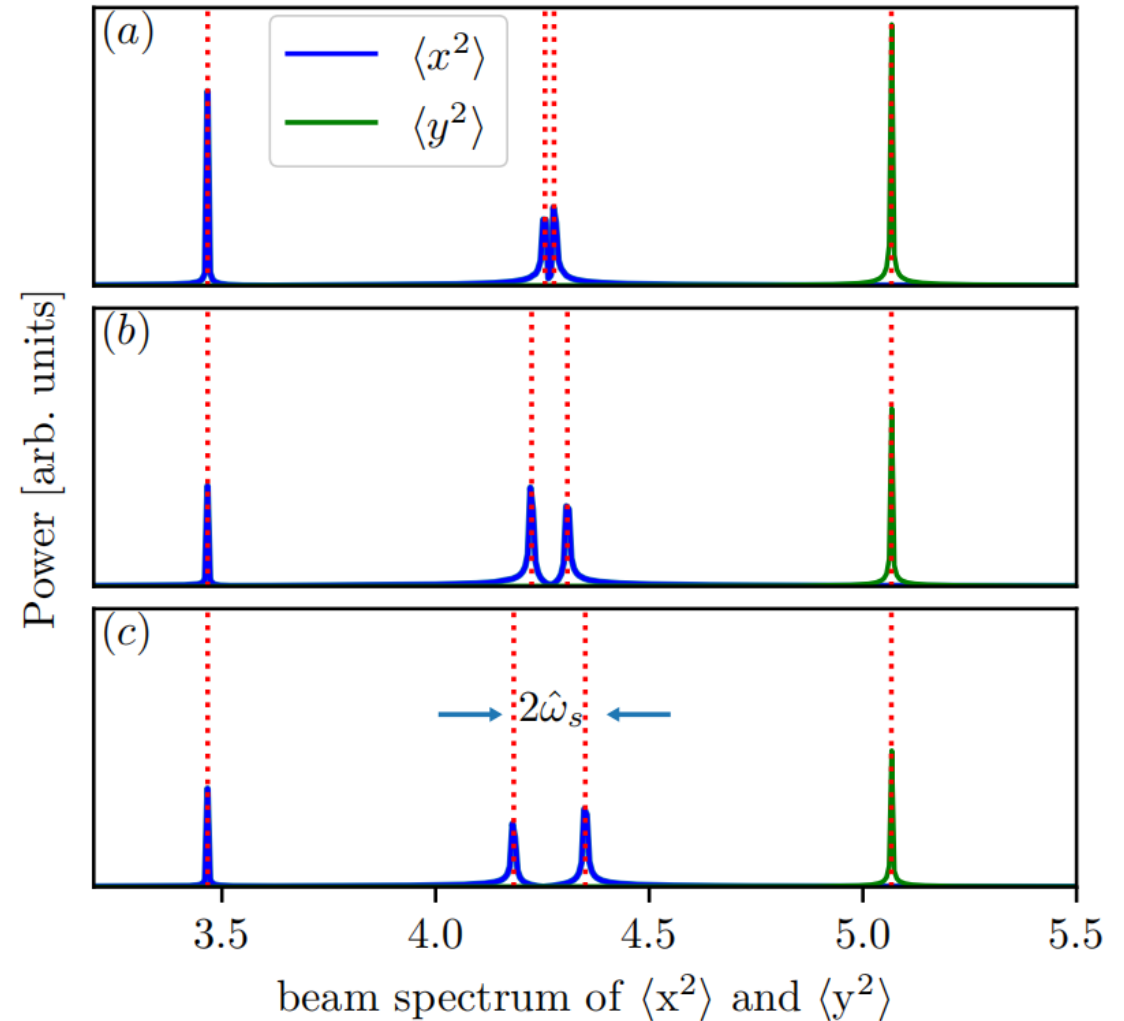 (a)
⟨x²⟩
⟨y²⟩
(b)
(c)
2ω̂ₛ
Power [arb. units]
3.5 4.0 4.5 5.0 5.5
beam spectrum of ⟨x²⟩ and ⟨y²⟩